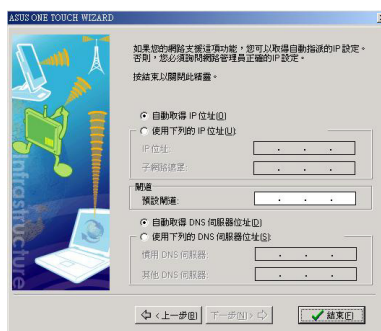 ASUS ONE TOUCH WIZARD
如果您的網路支援這項功能，您可以取得自動指派的IP 設定。
否則，您必須詢問網路管理員正確的IP 設定。
按結束以關閉此精靈。
自動取得 IP 位址(O)
使用下列的 IP 位址(U):
IP 位址:
子網路遮罩:
閘道
預設閘道:
自動取得 DNS 伺服器位址(D)
使用下列的 DNS 伺服器位址(S):
慣用 DNS 伺服器:
其他 DNS 伺服器:
<上一步(B)
下一步(N)>
結束(F)
Infrastructure